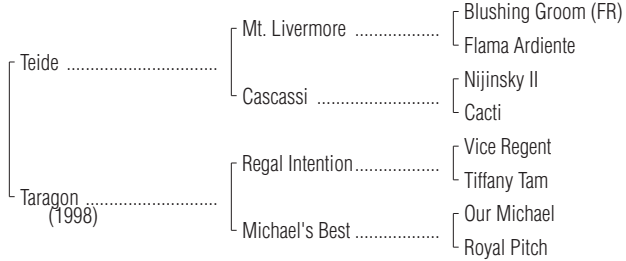 Blushing Groom (FR)
Mt. Livermore ..................
Flama Ardiente
Teide ................................
Nijinsky II
Cascassi ..........................
Cacti
Vice Regent
Regal Intention..................
Tiffany Tam
Taragon ............................
(1998)
Our Michael
Michael's Best ..................
Royal Pitch